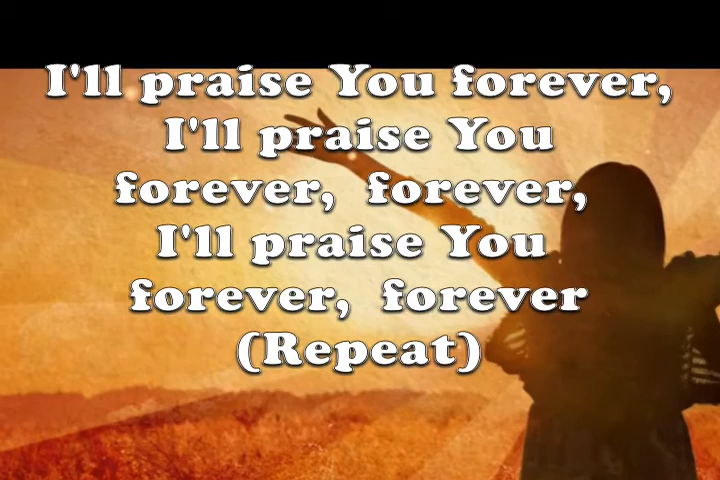 I'll praise You forever,
I'll praise You
forever, forever,
I'll praise You
forever, forever
(Repeat)